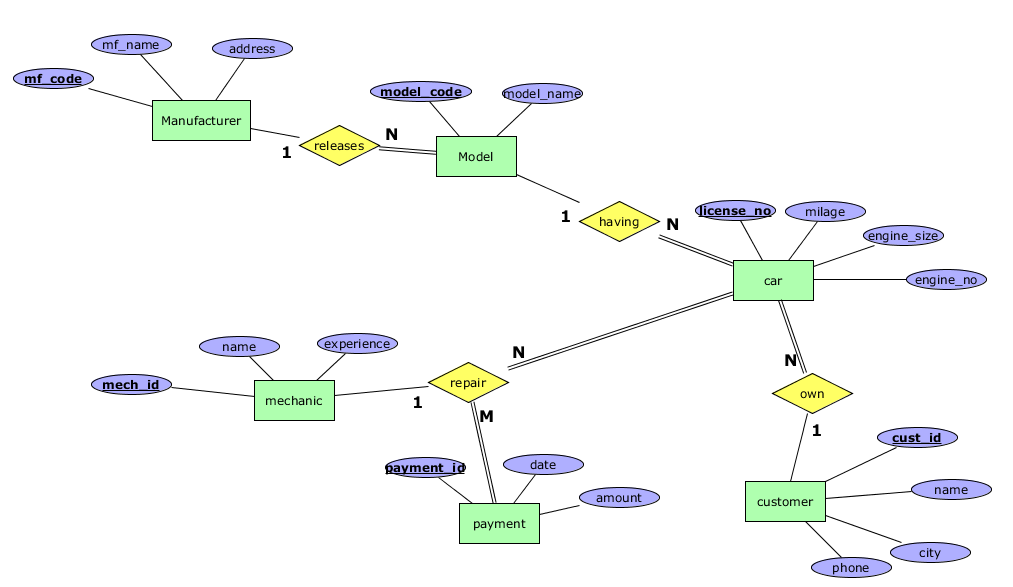 mf_name
address
mf_code
Manufacturer
model_code
model_name
releases
1
N
Model
having
1
N
license_no
milage
engine_size
engine_no
car
name
experience
mech_id
mechanic
repair
N
1
M
own
N
1
payment_id
date
amount
payment
cust_id
name
city
phone
customer